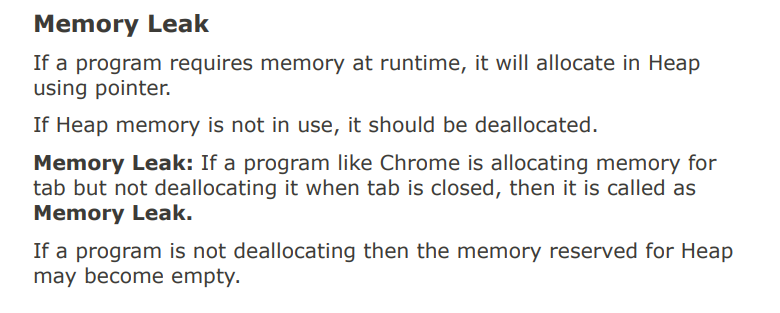 Memory Leak
If a program requires memory at runtime, it will allocate in Heap
using pointer.
If Heap memory is not in use, it should be deallocated.
Memory Leak: If a program like Chrome is allocating memory for
tab but not deallocating it when tab is closed, then it is called as
Memory Leak.
If a program is not deallocating then the memory reserved for Heap
may become empty.